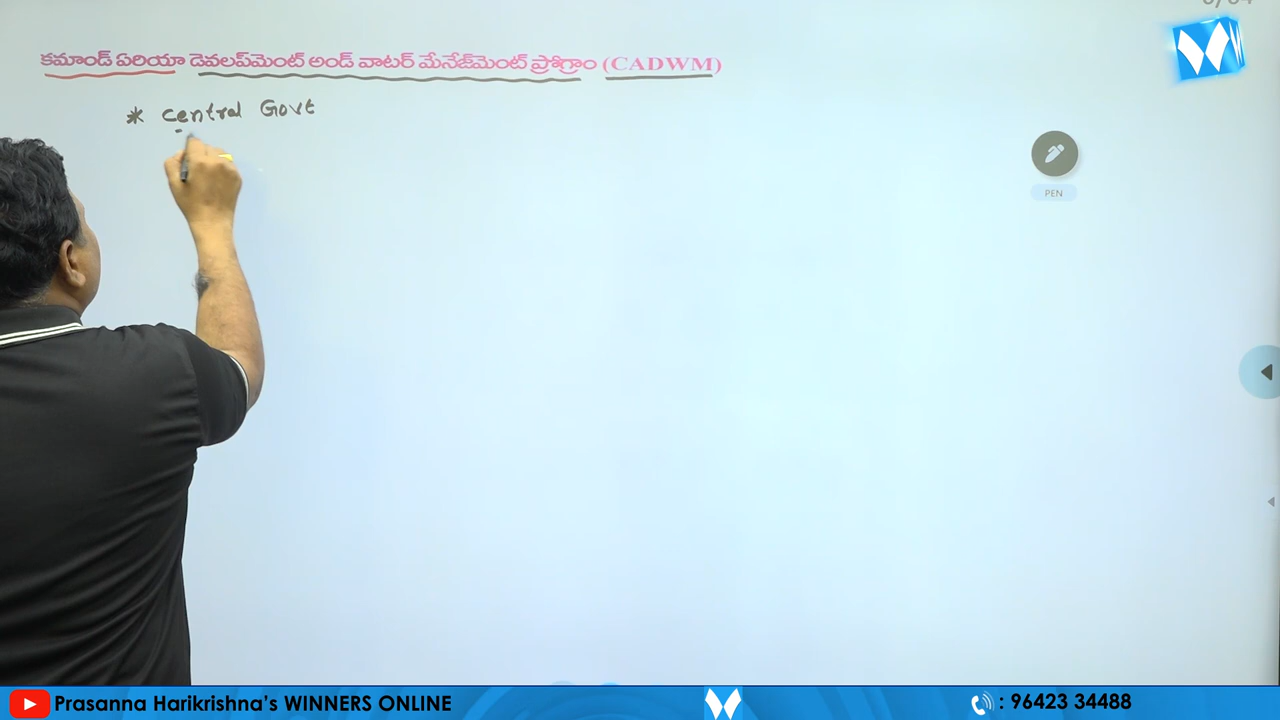 కమాండ్ ఏరియా డెవలప్‌మెంట్ అండ్ వాటర్ మేనేజ్‌మెంట్ ప్రోగ్రాం (CADWM)
* Central Govt
PEN
Prasanna Harikrishna's WINNERS ONLINE
: 96423 34488